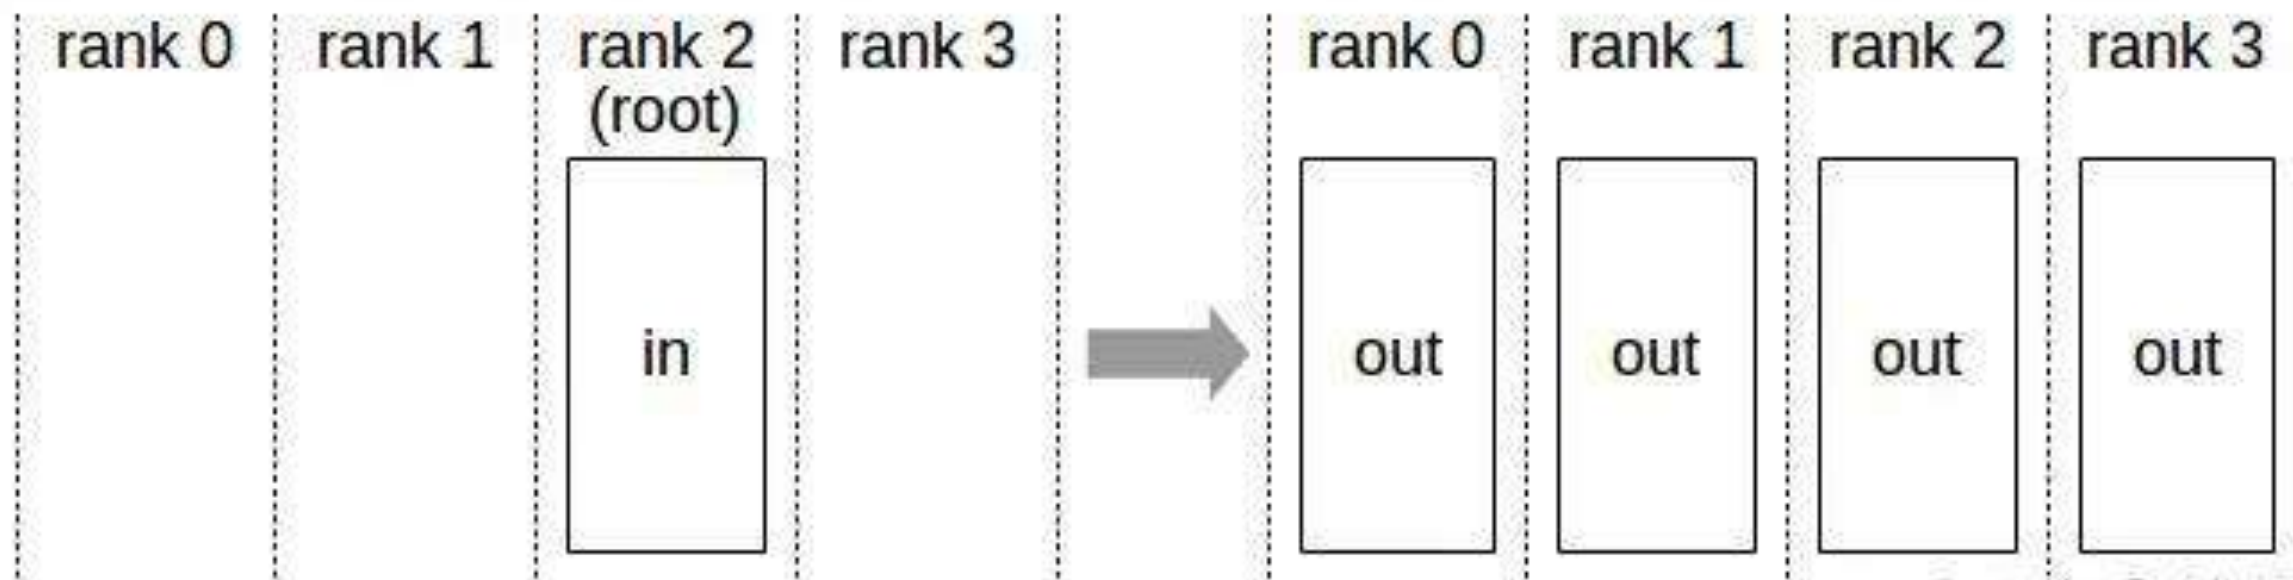 rank 0 rank 1 rank 2 rank 3 rank 0 rank 1 rank 2 rank 3
(root)
in out out out out